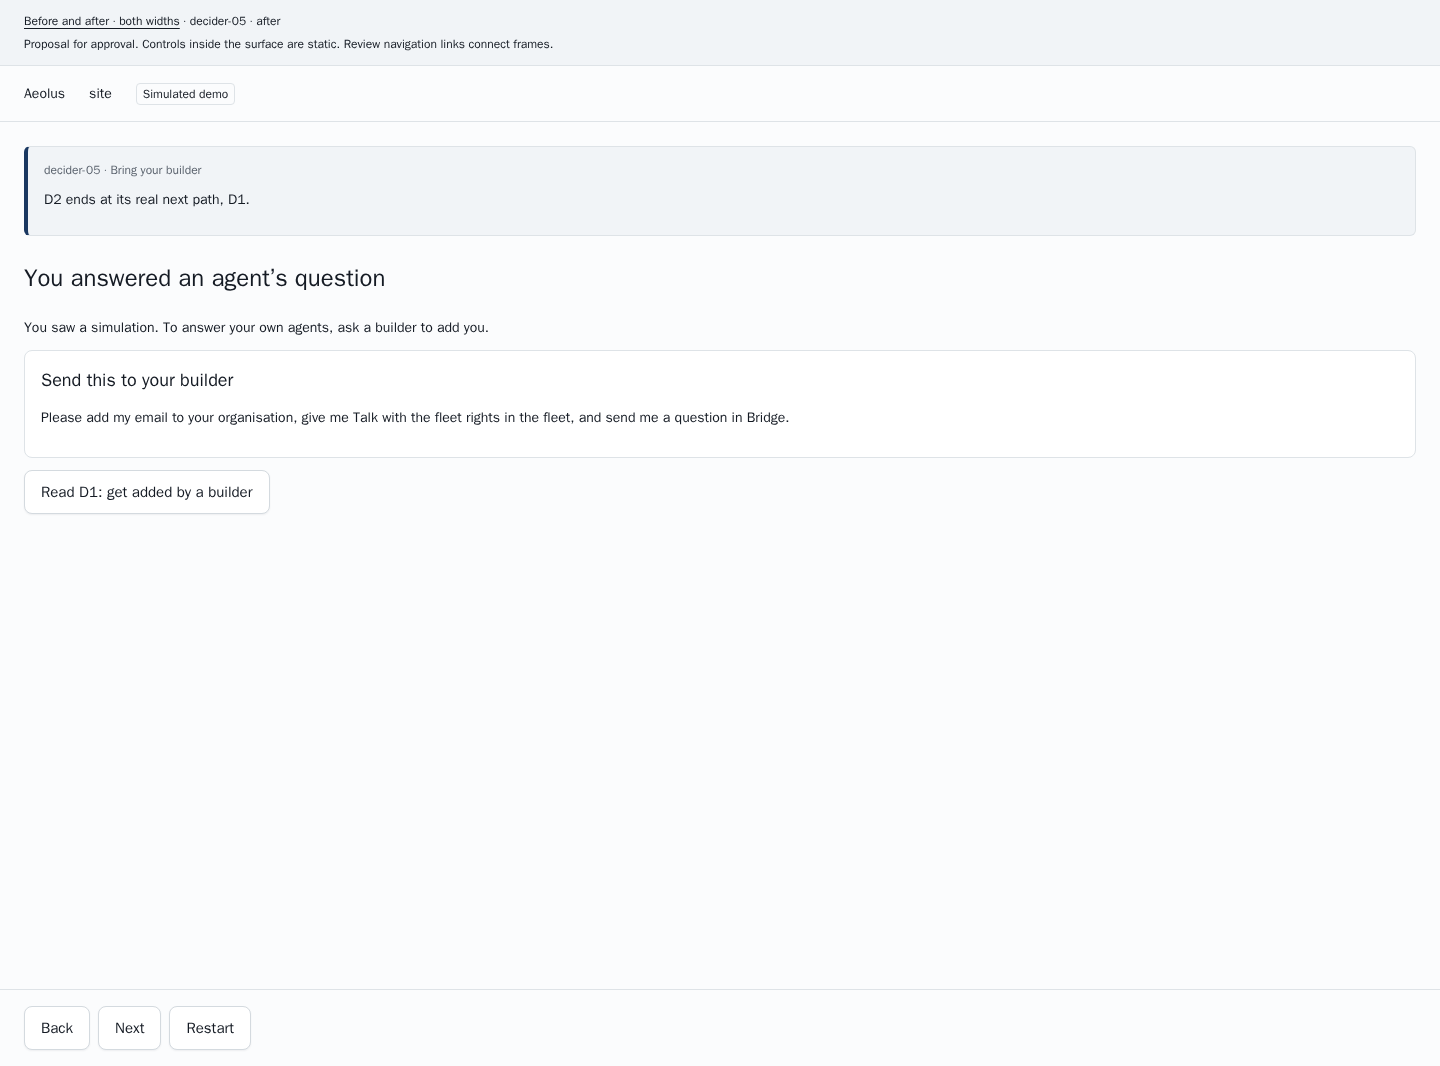 Before and after · both widths · decider-05 · after
Proposal for approval. Controls inside the surface are static. Review navigation links connect frames.
Aeolus site Simulated demo
decider-05 · Bring your builder
D2 ends at its real next path, D1.
You answered an agent’s question
You saw a simulation. To answer your own agents, ask a builder to add you.
Send this to your builder
Please add my email to your organisation, give me Talk with the fleet rights in the fleet, and send me a question in Bridge.
Read D1: get added by a builder
Back Next Restart